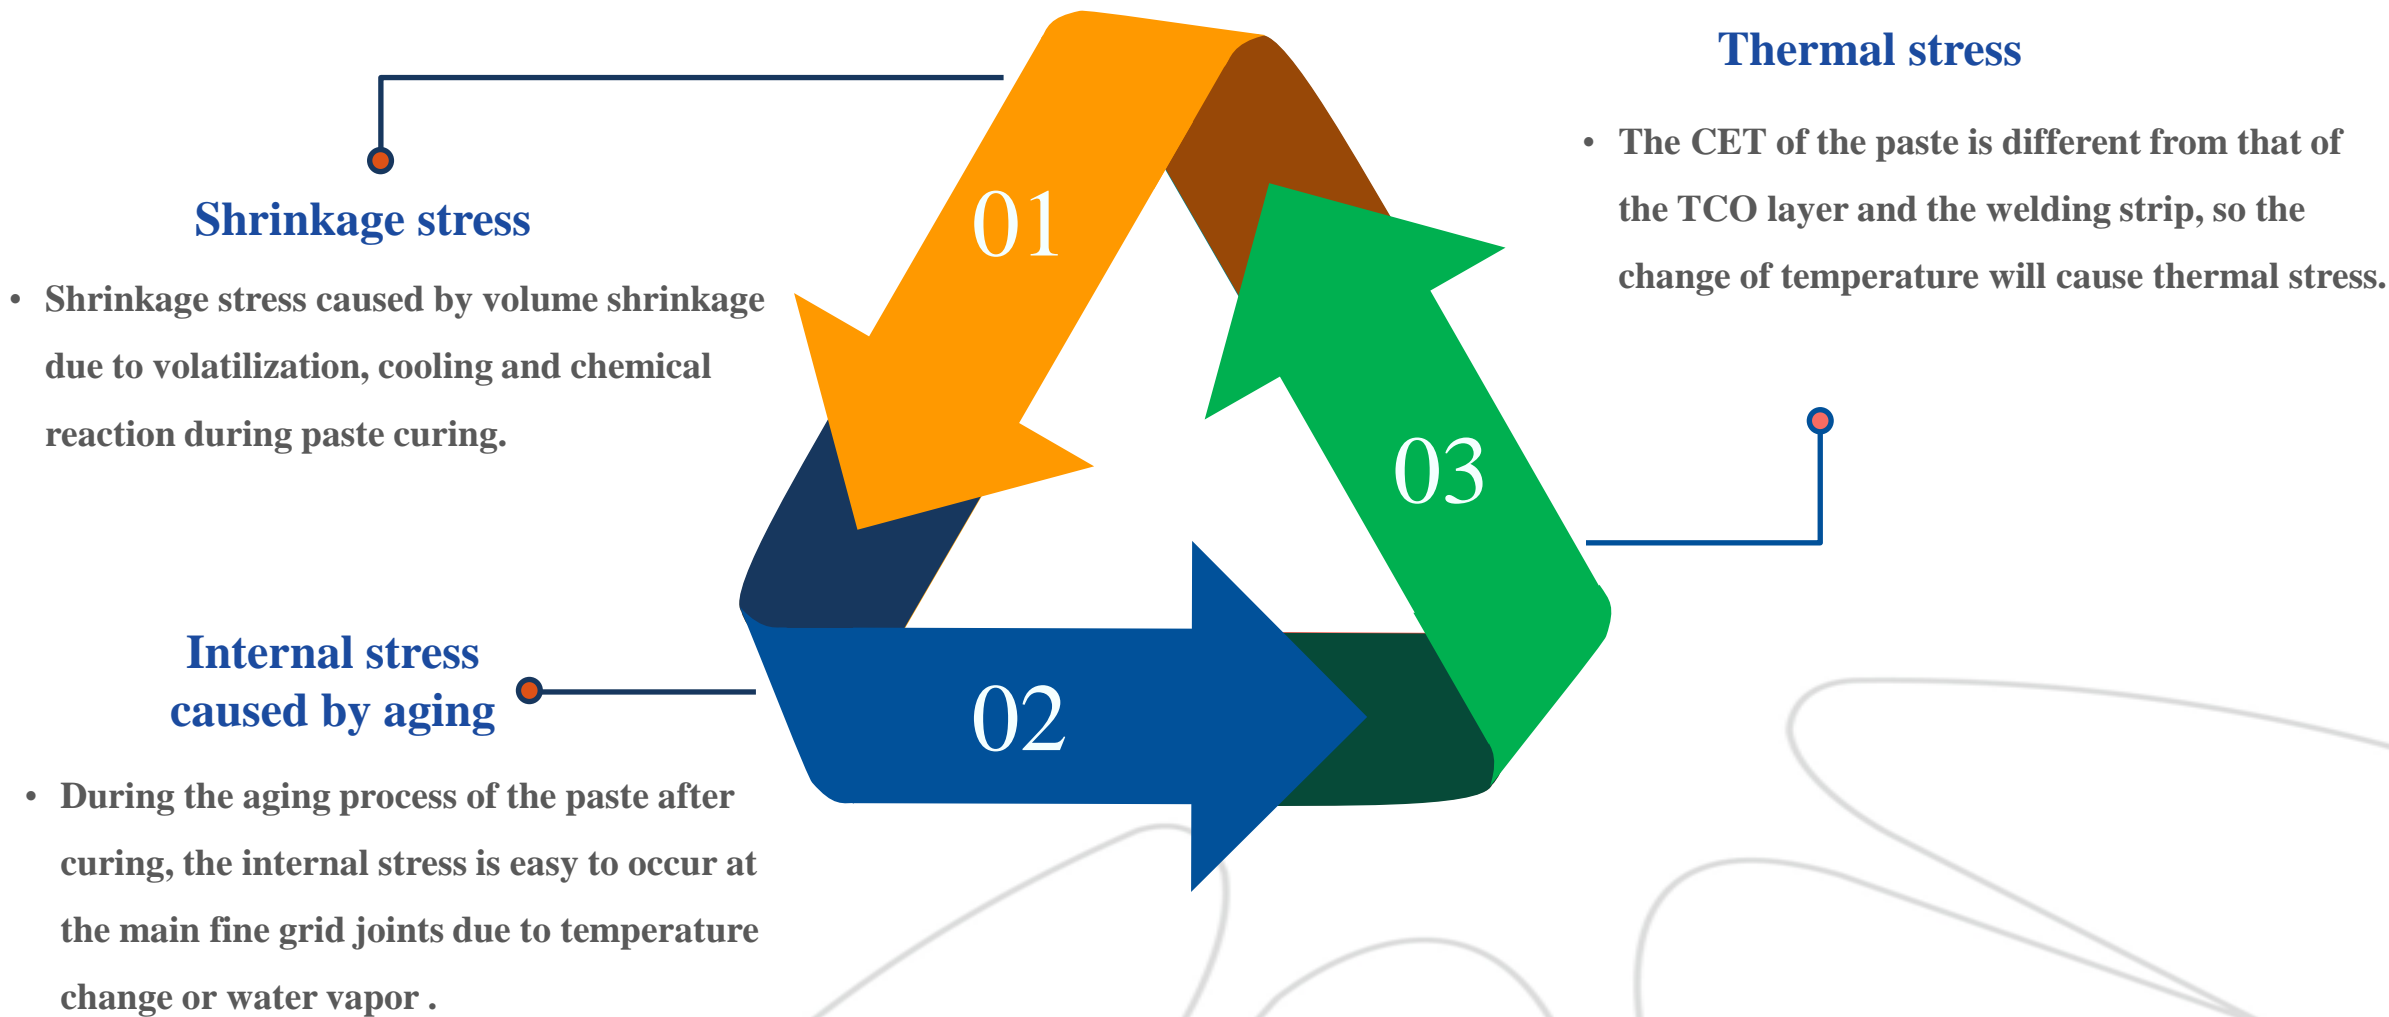 Shrinkage stress
• Shrinkage stress caused by volume shrinkage
due to volatilization, cooling and chemical
reaction during paste curing.
01
Internal stress
caused by aging
• During the aging process of the paste after
curing, the internal stress is easy to occur at
the main fine grid joints due to temperature
change or water vapor .
02
Thermal stress
• The CET of the paste is different from that of
the TCO layer and the welding strip, so the
change of temperature will cause thermal stress.
03